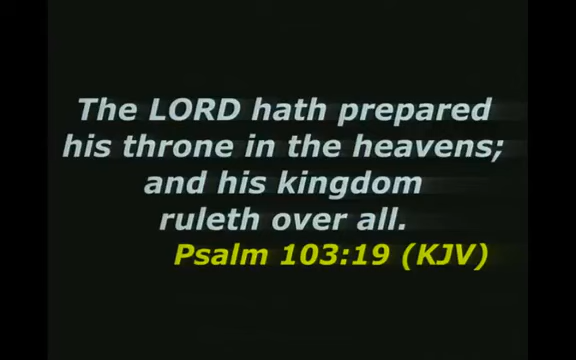 The LORD hath prepared
his throne in the heavens;
and his kingdom
ruleth over all.
Psalm 103:19 (KJV)